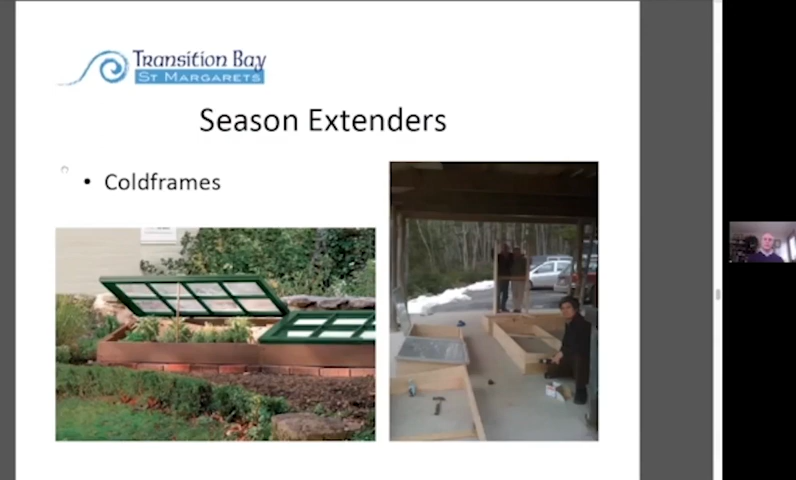 Transition Bay
ST MARGARETS
Season Extenders
• Coldframes